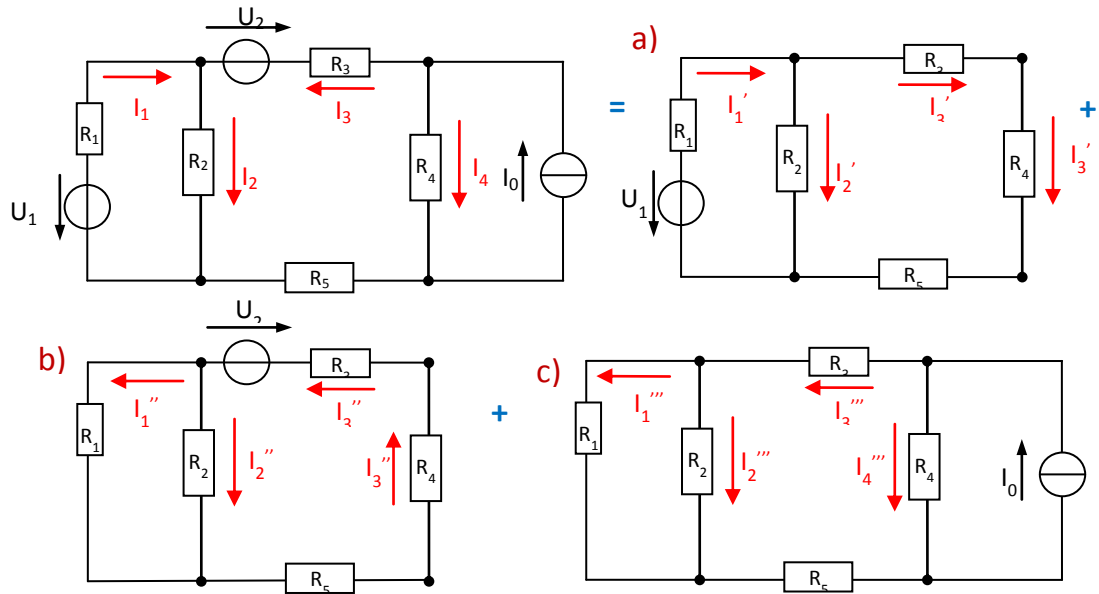 U2
a)
R3
I1
I3
R1
R2
I2
R4
I4
I0
U1
R5
=
R3
I1'
I3'
R1
R2
I2'
R4
I3'
U1
R5
+
b)
U2
R3
I1''
I3''
R1
R2
I2''
I3''
R4
R5
+
c)
R3
I1'''
I3'''
R1
R2
I2'''
I4'''
R4
I0
R5